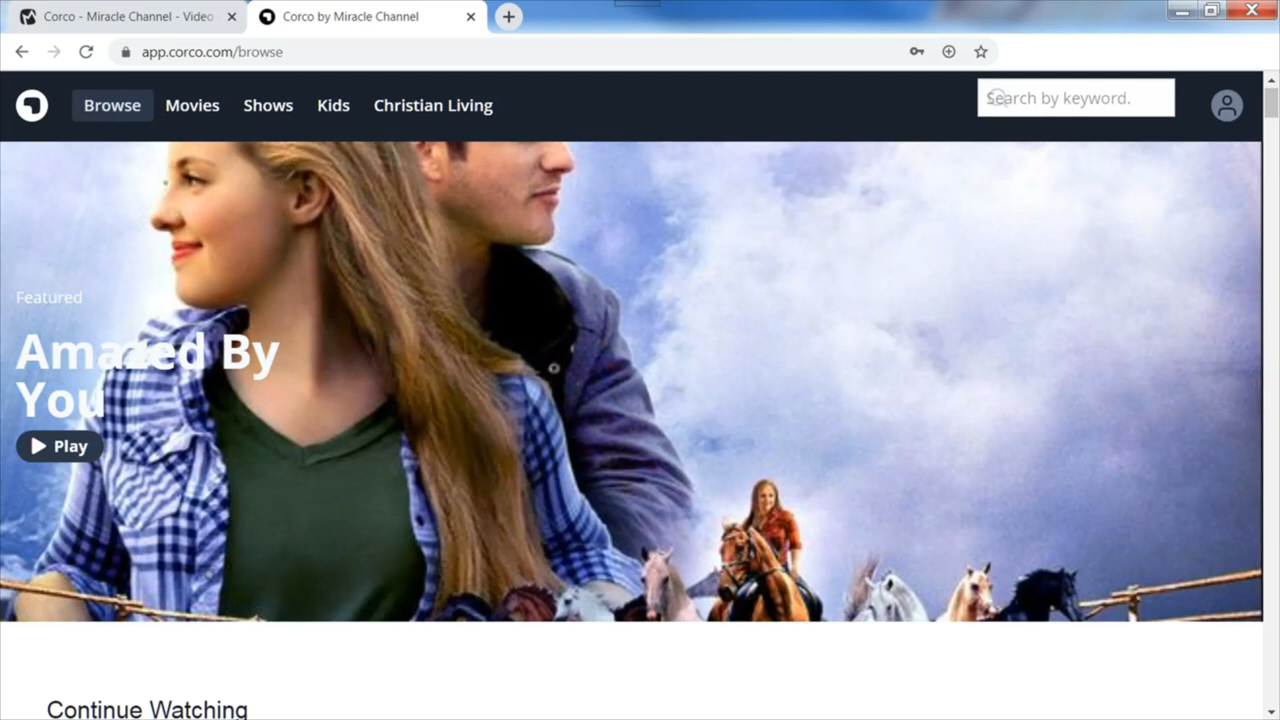 Corco - Miracle Channel - Video
Corco by Miracle Channel
app.corco.com/browse
Browse
Movies
Shows
Kids
Christian Living
Search by keyword.
Featured
Amazed By
You
Play
Continue Watching